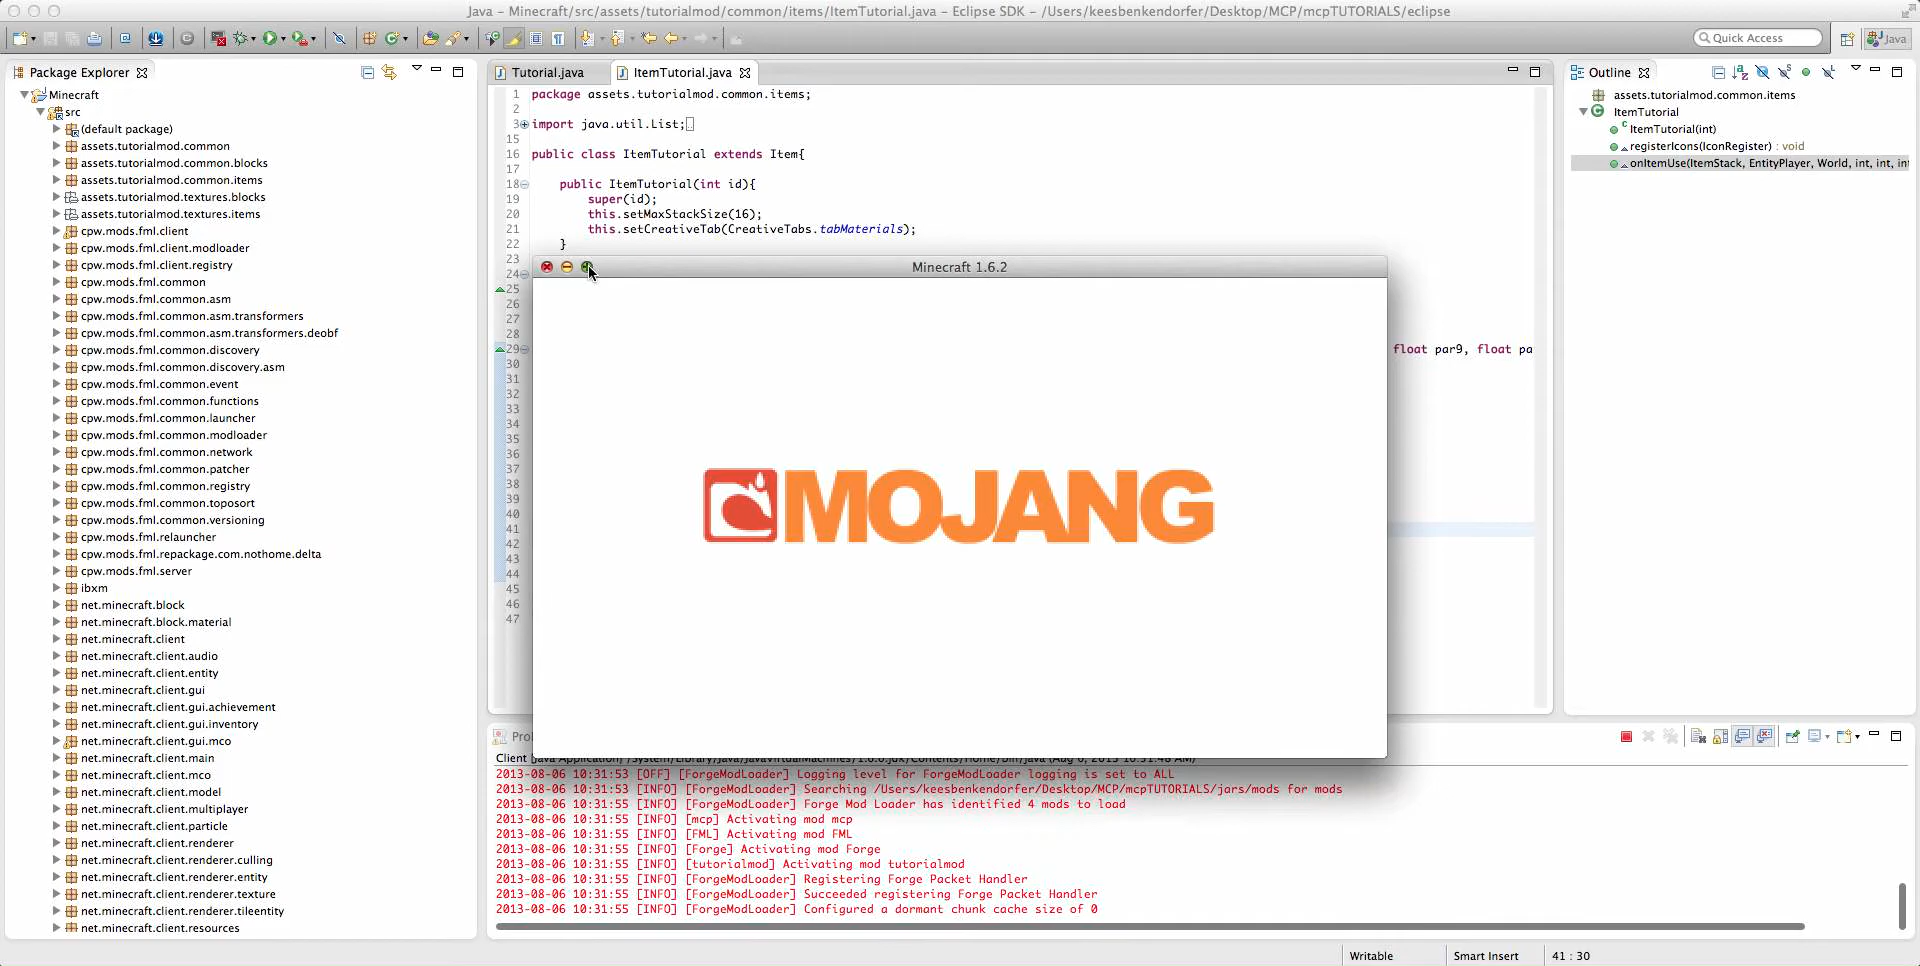 Java – Minecraft/src/assets/tutorialmod/common/items/ItemTutorial.java – Eclipse SDK – /Users/keesbenkendorfer/Desktop/MCP/mcpTUTORIALS/eclipse
Quick Access
Java
Package Explorer
Minecraft
src
(default package)
assets.tutorialmod.common
assets.tutorialmod.common.blocks
assets.tutorialmod.common.items
assets.tutorialmod.textures.blocks
assets.tutorialmod.textures.items
cpw.mods.fml.client
cpw.mods.fml.client.modloader
cpw.mods.fml.client.registry
cpw.mods.fml.common
cpw.mods.fml.common.asm
cpw.mods.fml.common.asm.transformers
cpw.mods.fml.common.asm.transformers.deobf
cpw.mods.fml.common.discovery
cpw.mods.fml.common.discovery.asm
cpw.mods.fml.common.event
cpw.mods.fml.common.functions
cpw.mods.fml.common.launcher
cpw.mods.fml.common.modloader
cpw.mods.fml.common.network
cpw.mods.fml.common.patcher
cpw.mods.fml.common.registry
cpw.mods.fml.common.toposort
cpw.mods.fml.common.versioning
cpw.mods.fml.relauncher
cpw.mods.fml.repackage.com.nothome.delta
cpw.mods.fml.server
ibxm
net.minecraft.block
net.minecraft.block.material
net.minecraft.client
net.minecraft.client.audio
net.minecraft.client.entity
net.minecraft.client.gui
net.minecraft.client.gui.achievement
net.minecraft.client.gui.inventory
net.minecraft.client.gui.mco
net.minecraft.client.main
net.minecraft.client.mco
net.minecraft.client.model
net.minecraft.client.multiplayer
net.minecraft.client.particle
net.minecraft.client.renderer
net.minecraft.client.renderer.culling
net.minecraft.client.renderer.entity
net.minecraft.client.renderer.texture
net.minecraft.client.renderer.tileentity
net.minecraft.client.resources
Tutorial.java
ItemTutorial.java
1 package assets.tutorialmod.common.items;
2
3 import java.util.List;
15
16 public class ItemTutorial extends Item{
17
18 public ItemTutorial(int id){
19 super(id);
20 this.setMaxStackSize(16);
21 this.setCreativeTab(CreativeTabs.tabMaterials);
22 }
23
24
25
26
27
28
29 float par9, float pa
30
31
32
33
34
35
36
37
38
39
40
41
42
43
44
45
46
47
Minecraft 1.6.2
MOJANG
Outline
assets.tutorialmod.common.items
ItemTutorial
ItemTutorial(int)
registerIcons(IconRegister) : void
onItemUse(ItemStack, EntityPlayer, World, int, int, in
2013-08-06 10:31:53 [OFF] [ForgeModLoader] Logging level for ForgeModLoader logging is set to ALL
2013-08-06 10:31:53 [INFO] [ForgeModLoader] Searching /Users/keesbenkendorfer/Desktop/MCP/mcpTUTORIALS/jars/mods for mods
2013-08-06 10:31:55 [INFO] [ForgeModLoader] Forge Mod Loader has identified 4 mods to load
2013-08-06 10:31:55 [INFO] [mcp] Activating mod mcp
2013-08-06 10:31:55 [INFO] [FML] Activating mod FML
2013-08-06 10:31:55 [INFO] [Forge] Activating mod Forge
2013-08-06 10:31:55 [INFO] [tutorialmod] Activating mod tutorialmod
2013-08-06 10:31:55 [INFO] [ForgeModLoader] Registering Forge Packet Handler
2013-08-06 10:31:55 [INFO] [ForgeModLoader] Succeeded registering Forge Packet Handler
2013-08-06 10:31:55 [INFO] [ForgeModLoader] Configured a dormant chunk cache size of 0
Writable
Smart Insert
41 : 30